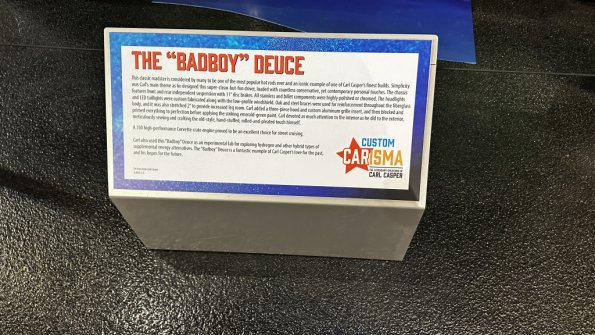 THE "BADBOY" DEUCE
This classic roadster is considered by many to be one of the most popular hot rods ever and an iconic example of one of Carl Casper's finest builds. Simplicity
was Carl's main theme as he designed this super-clean-but-fun-driver, loaded with countless conservative, yet contemporary personal touches. The chassis
features front and rear independent suspension with 11" disc brakes. All stainless and billet components were highly polished or chromed. The headlights
and LED taillights were custom fabricated along with the low-profile windshield. Oak and steel braces were used for reinforcement throughout the fiberglass
body, and it was also stretched 2" to provide increased leg room. Carl added a three-piece hood and custom aluminum grille insert, and then blocked and
primed everything to perfection before applying the striking emerald-green paint. Carl devoted as much attention to the interior as he did to the exterior,
meticulously sewing and crafting the old-style, hand-stuffed, rolled-and-pleated tuxedo himself.
A 350 high-performance Corvette crate engine proved to be an excellent choice for street cruising.
Carl also used this "Badboy" Deuce as an experimental lab for exploring hydrogen and other hybrid types of
supplemental energy alternatives. The "Badboy" Deuce is a fantastic example of Carl Casper's love for the past,
and his hopes for the future.
CUSTOM
CARISMA
THE LEGENDARY CREATIONS OF
CARL CASPER